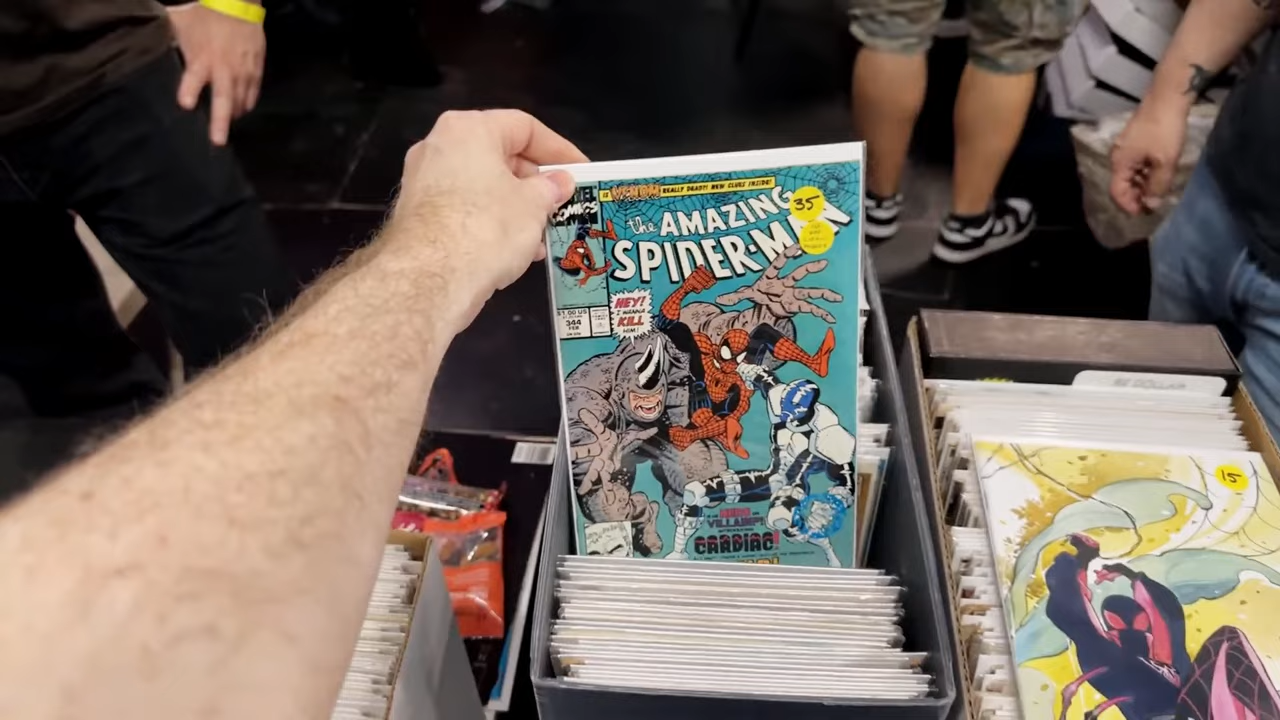 IS VENOM REALLY DEAD? NEW CLUES INSIDE!
MARVEL
COMICS
the AMAZING
SPIDER-MAN
35
$1.00 US
344
FEB
HEY!
I WANNA
KILL
HIM!
HERO
VILLAIN?
CARDIAC!
15